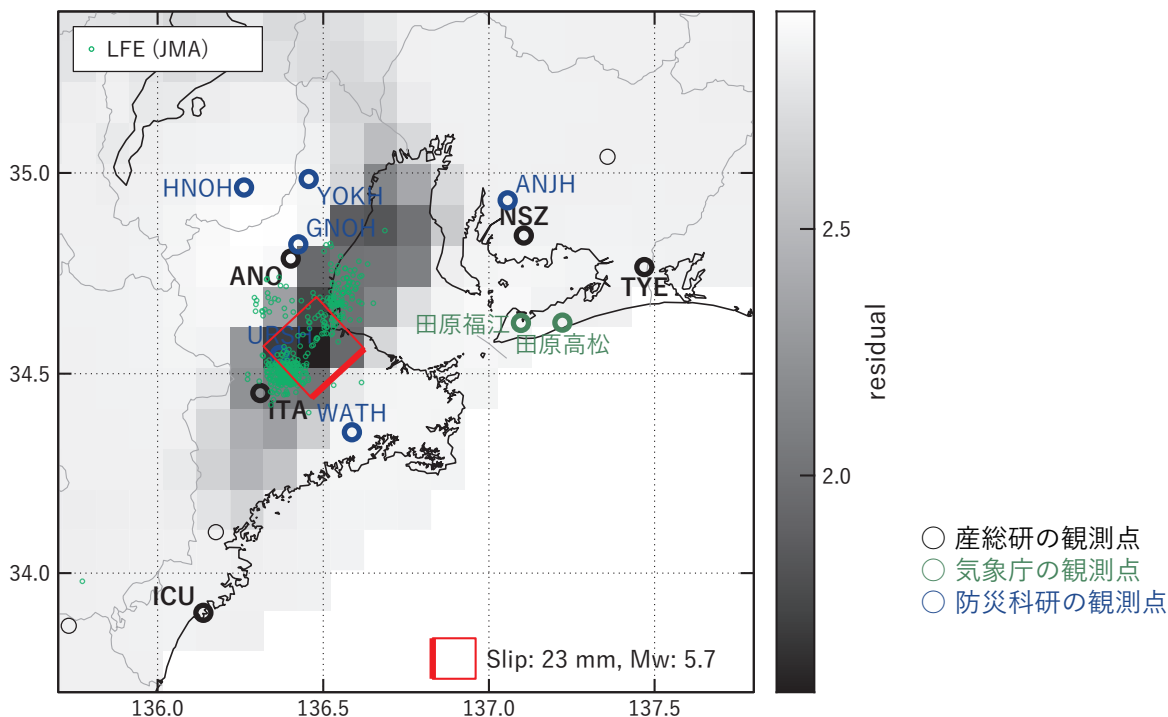 LFE (JMA)
35.0
34.5
34.0
136.0
136.5
137.0
137.5
HNOH
YOKH
GNOH
ANO
ANJH
NSZ
TYE
田原福江
田原高松
ITA
WATH
ICU
Slip: 23 mm, Mw: 5.7
2.5
2.0
residual
産総研の観測点
気象庁の観測点
防災科研の観測点